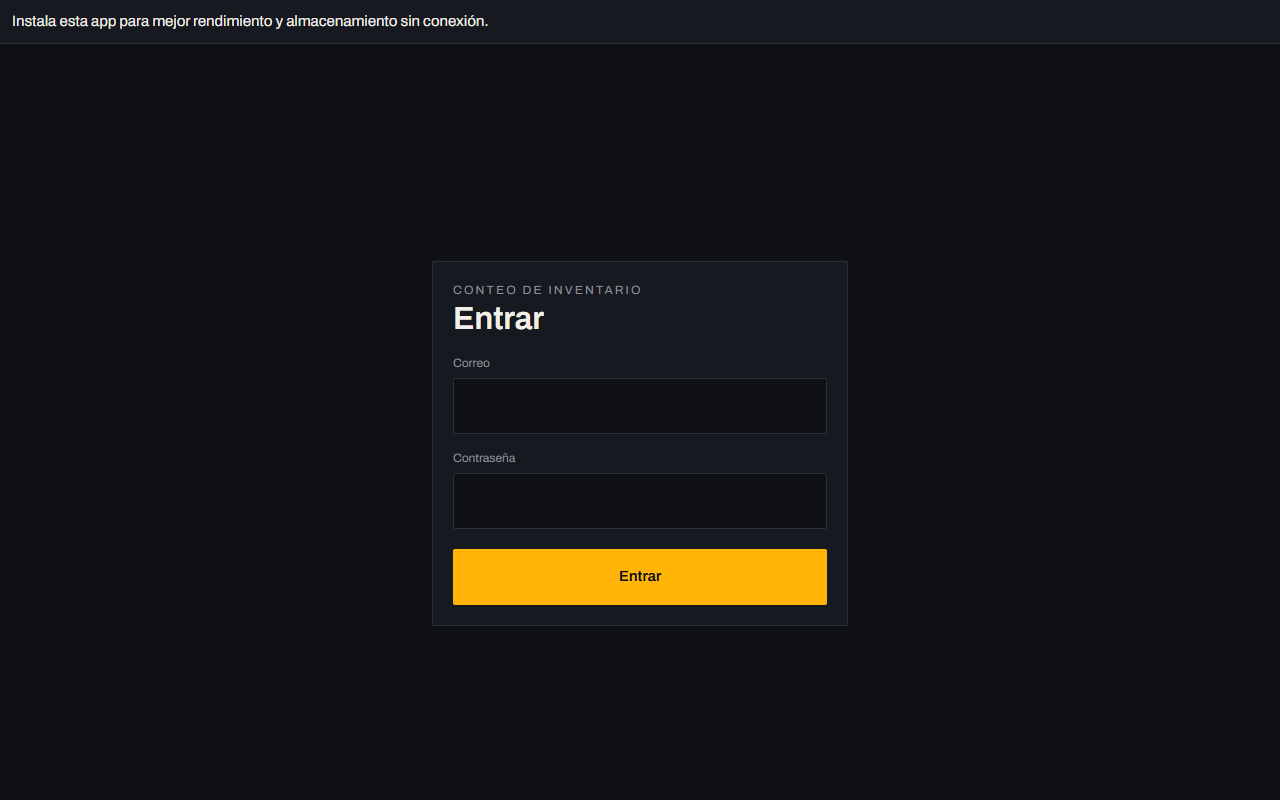 Instala esta app para mejor rendimiento y almacenamiento sin conexión.
CONTEO DE INVENTARIO
Entrar
Correo
Contraseña
Entrar